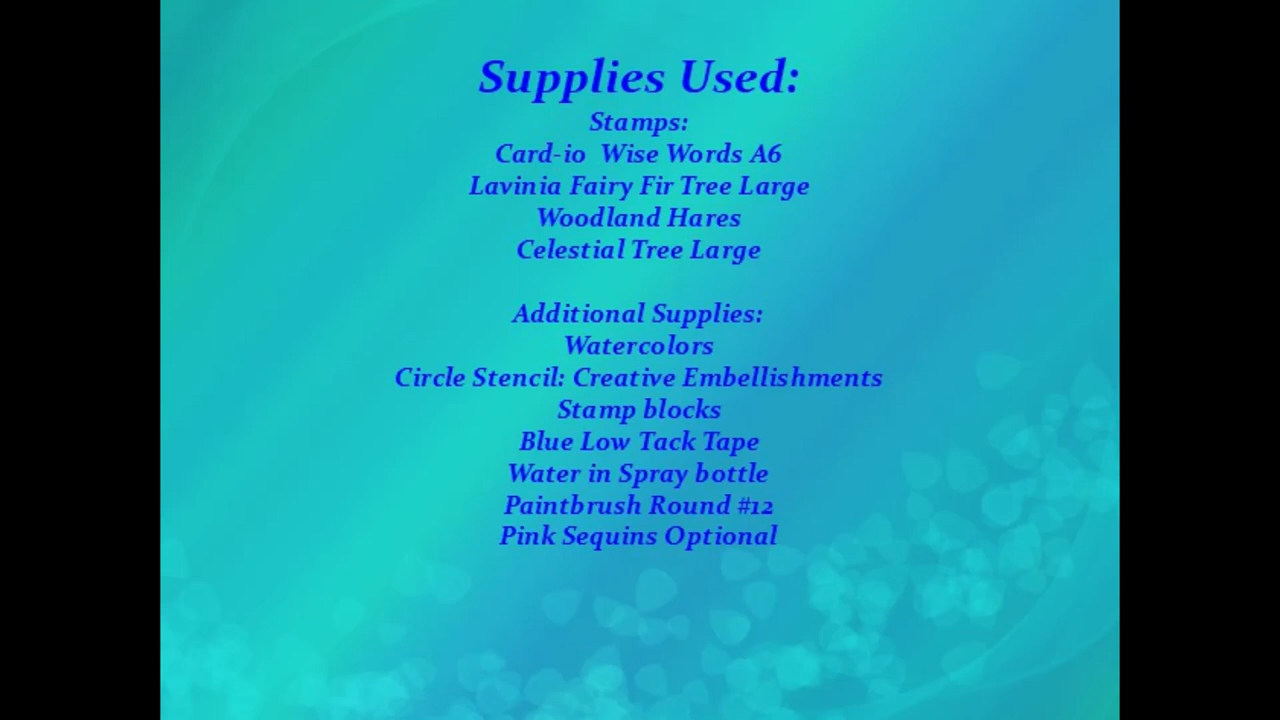 Supplies Used:
Stamps:
Card-io Wise Words A6
Lavinia Fairy Fir Tree Large
Woodland Hares
Celestial Tree Large
Additional Supplies:
Watercolors
Circle Stencil: Creative Embellishments
Stamp blocks
Blue Low Tack Tape
Water in Spray bottle
Paintbrush Round #12
Pink Sequins Optional